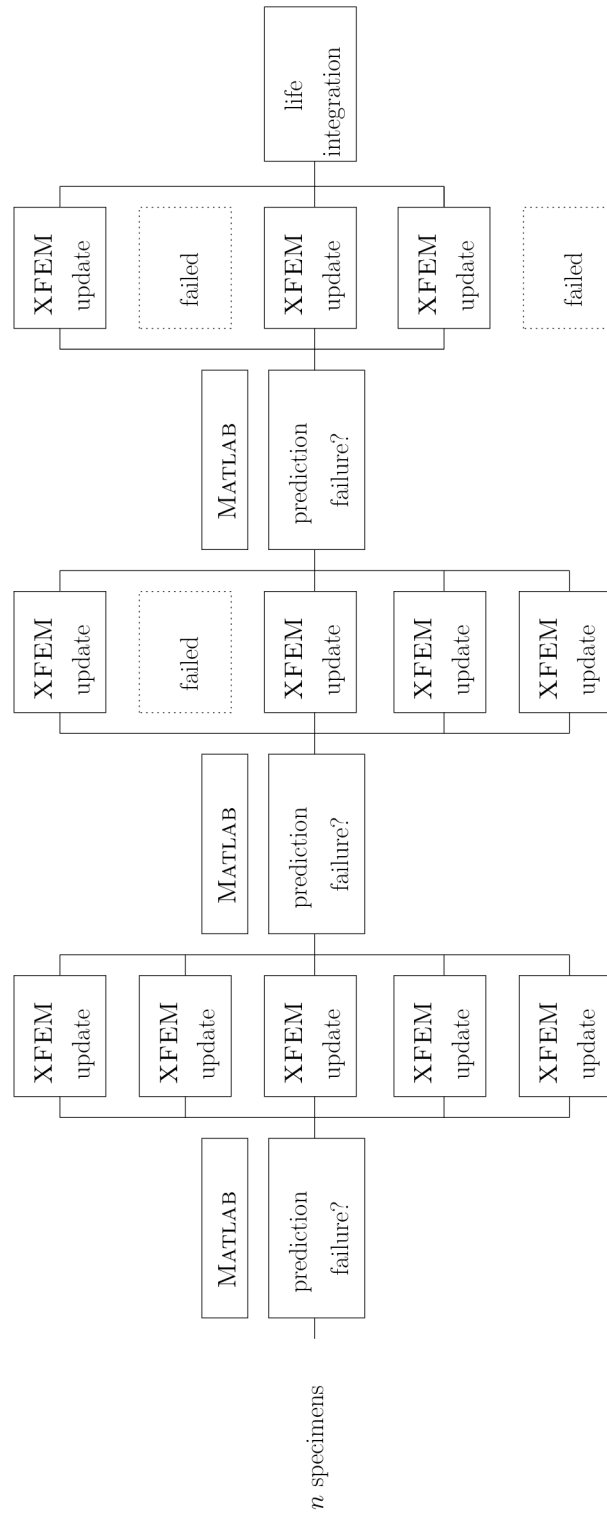 n specimens
MATLAB
prediction
failure?
XFEM
update
XFEM
update
XFEM
update
XFEM
update
XFEM
update
MATLAB
prediction
failure?
XFEM
update
failed
XFEM
update
XFEM
update
XFEM
update
MATLAB
prediction
failure?
XFEM
update
failed
XFEM
update
XFEM
update
failed
life
integration